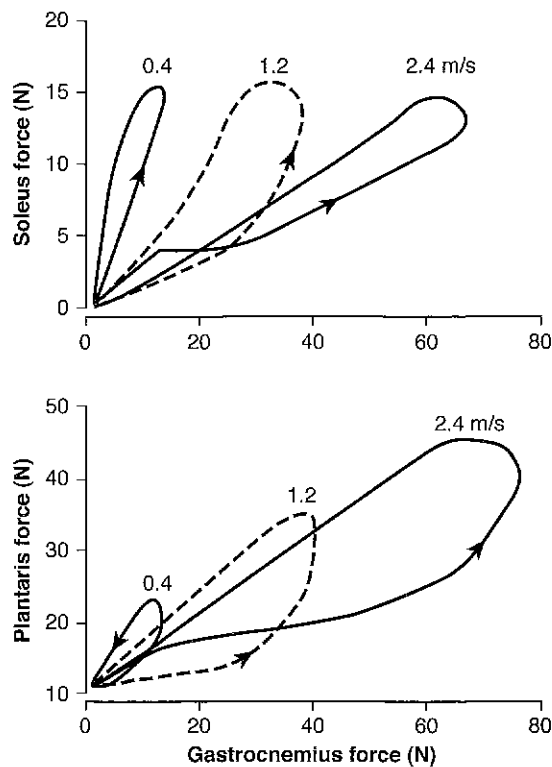 20
0.4 1.2 2.4 m/s
15
10
5
0
Soleus force (N)
0 20 40 60 80
50
2.4 m/s
40
1.2
30
0.4
20
10
Plantaris force (N)
0 20 40 60 80
Gastrocnemius force (N)